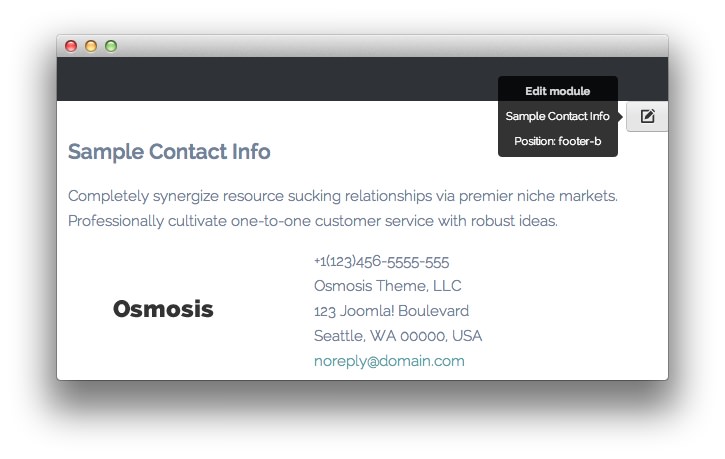 Edit module
Sample Contact Info
Position: footer-b
Sample Contact Info
Completely synergize resource sucking relationships via premier niche markets.
Professionally cultivate one-to-one customer service with robust ideas.
Osmosis
+1(123)456-5555-555
Osmosis Theme, LLC
123 Joomla! Boulevard
Seattle, WA 00000, USA
noreply@domain.com